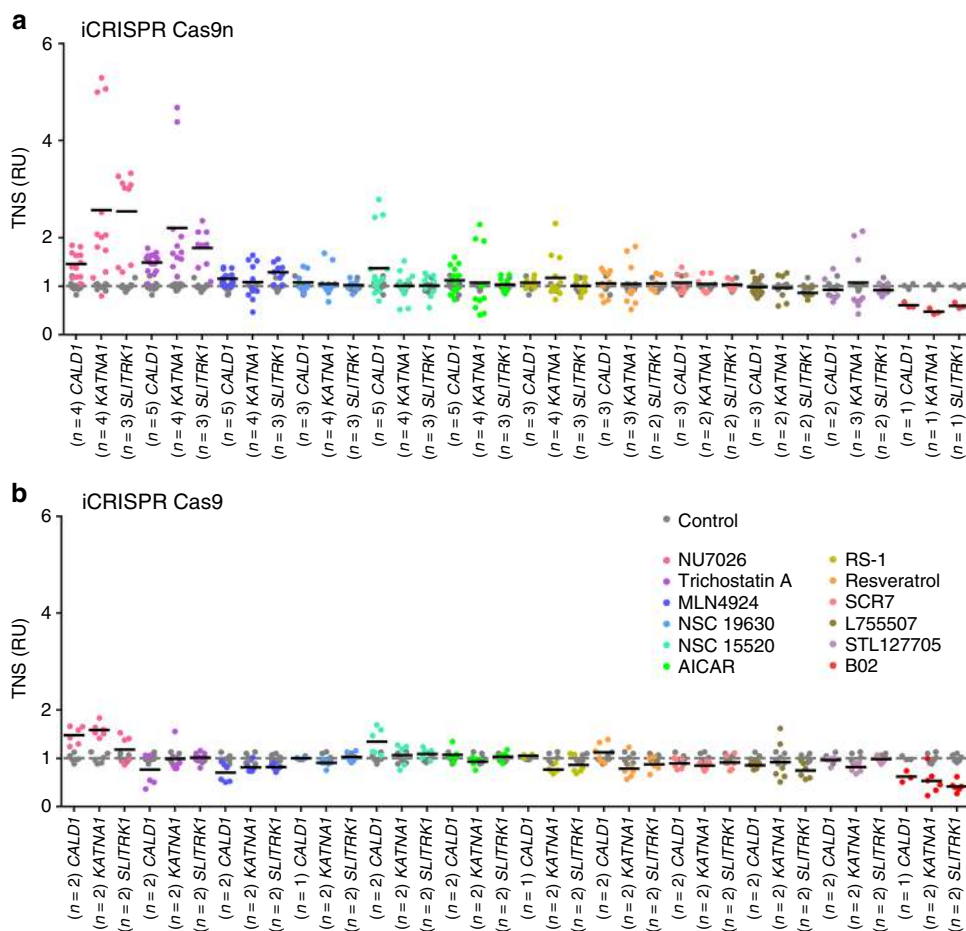 a
iCRISPR Cas9n
6
4
2
1
0
TNS (RU)
(n = 4) CALD1
(n = 4) KATNA1
(n = 3) SLITRK1
(n = 5) CALD1
(n = 4) KATNA1
(n = 3) SLITRK1
(n = 5) CALD1
(n = 4) KATNA1
(n = 3) SLITRK1
(n = 3) CALD1
(n = 4) KATNA1
(n = 3) SLITRK1
(n = 5) CALD1
(n = 4) KATNA1
(n = 3) SLITRK1
(n = 5) CALD1
(n = 4) KATNA1
(n = 3) SLITRK1
(n = 3) CALD1
(n = 4) KATNA1
(n = 3) SLITRK1
(n = 3) CALD1
(n = 3) KATNA1
(n = 2) SLITRK1
(n = 3) CALD1
(n = 2) KATNA1
(n = 2) SLITRK1
(n = 3) CALD1
(n = 2) KATNA1
(n = 2) SLITRK1
(n = 2) CALD1
(n = 3) KATNA1
(n = 2) SLITRK1
(n = 1) CALD1
(n = 1) KATNA1
(n = 1) SLITRK1
b
iCRISPR Cas9
6
4
2
1
0
TNS (RU)
Control
NU7026
Trichostatin A
MLN4924
NSC 19630
NSC 15520
AICAR
RS-1
Resveratrol
SCR7
L755507
STL127705
B02
(n = 2) CALD1
(n = 2) KATNA1
(n = 2) SLITRK1
(n = 2) CALD1
(n = 2) KATNA1
(n = 2) SLITRK1
(n = 2) CALD1
(n = 2) KATNA1
(n = 2) SLITRK1
(n = 1) CALD1
(n = 2) KATNA1
(n = 2) SLITRK1
(n = 2) CALD1
(n = 2) KATNA1
(n = 2) SLITRK1
(n = 2) CALD1
(n = 2) KATNA1
(n = 2) SLITRK1
(n = 1) CALD1
(n = 2) KATNA1
(n = 2) SLITRK1
(n = 2) CALD1
(n = 2) KATNA1
(n = 2) SLITRK1
(n = 2) CALD1
(n = 2) KATNA1
(n = 2) SLITRK1
(n = 2) CALD1
(n = 2) KATNA1
(n = 2) SLITRK1
(n = 2) CALD1
(n = 2) KATNA1
(n = 2) SLITRK1
(n = 1) CALD1
(n = 2) KATNA1
(n = 2) SLITRK1